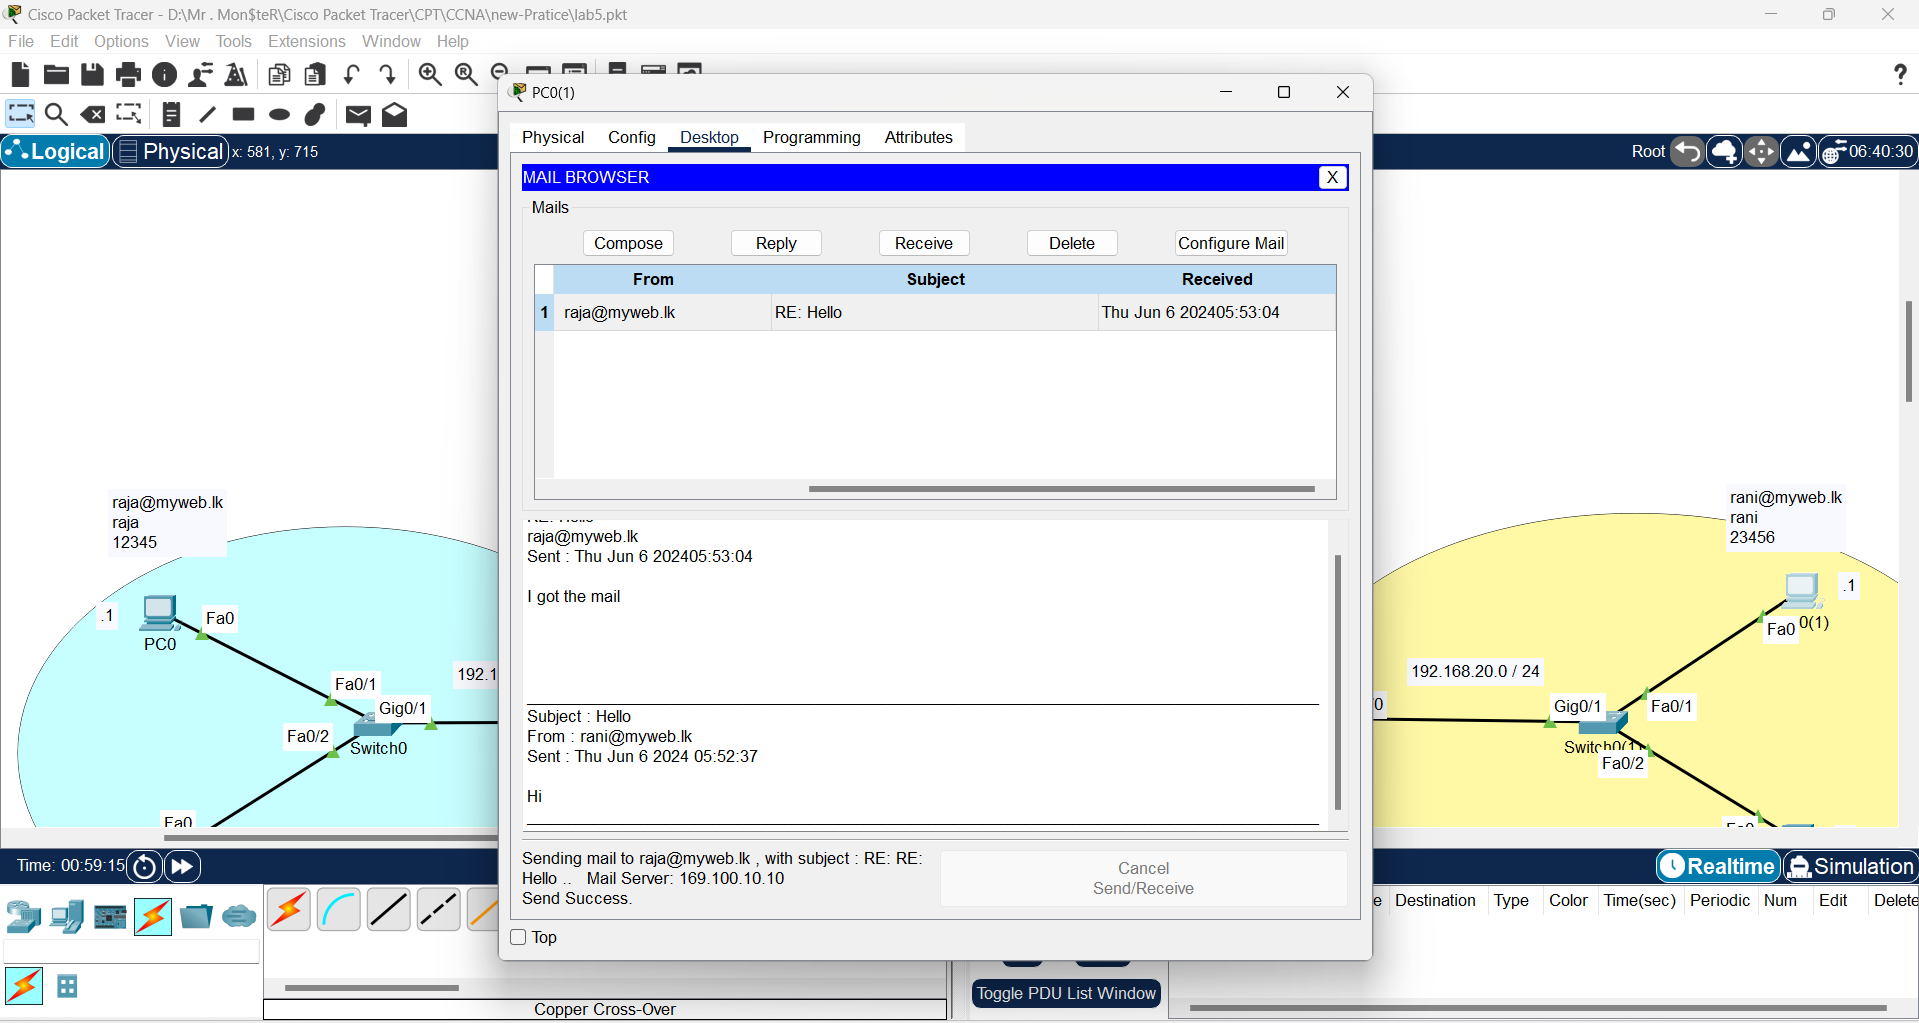 Cisco Packet Tracer - D:\Mr . Mon$teR\Cisco Packet Tracer\CPT\CCNA\new-Pratice\lab5.pkt
File Edit Options View Tools Extensions Window Help
?
PC0(1)
Physical Config Desktop Programming Attributes
Logical Physical x: 581, y: 715
Root 06:40:30
MAIL BROWSER X
Mails
Compose Reply Receive Delete Configure Mail
From Subject Received
1 raja@myweb.lk RE: Hello Thu Jun 6 202405:53:04
raja@myweb.lk
Sent : Thu Jun 6 202405:53:04
I got the mail
Subject : Hello
From : rani@myweb.lk
Sent : Thu Jun 6 2024 05:52:37
Hi
Sending mail to raja@myweb.lk , with subject : RE: RE:
Hello .. Mail Server: 169.100.10.10
Send Success.
Cancel
Send/Receive
Top
raja@myweb.lk
raja
12345
.1
Fa0
PC0
Fa0/1
192.1
Gig0/1
Fa0/2
Switch0
Fa0
rani@myweb.lk
rani
23456
.1
Fa0
0(1)
192.168.20.0 / 24
Gig0/1
Fa0/1
Switch0(1)
Fa0/2
Fa0
Time: 00:59:15
Realtime Simulation
Destination Type Color Time(sec) Periodic Num Edit Delete
Toggle PDU List Window
Copper Cross-Over